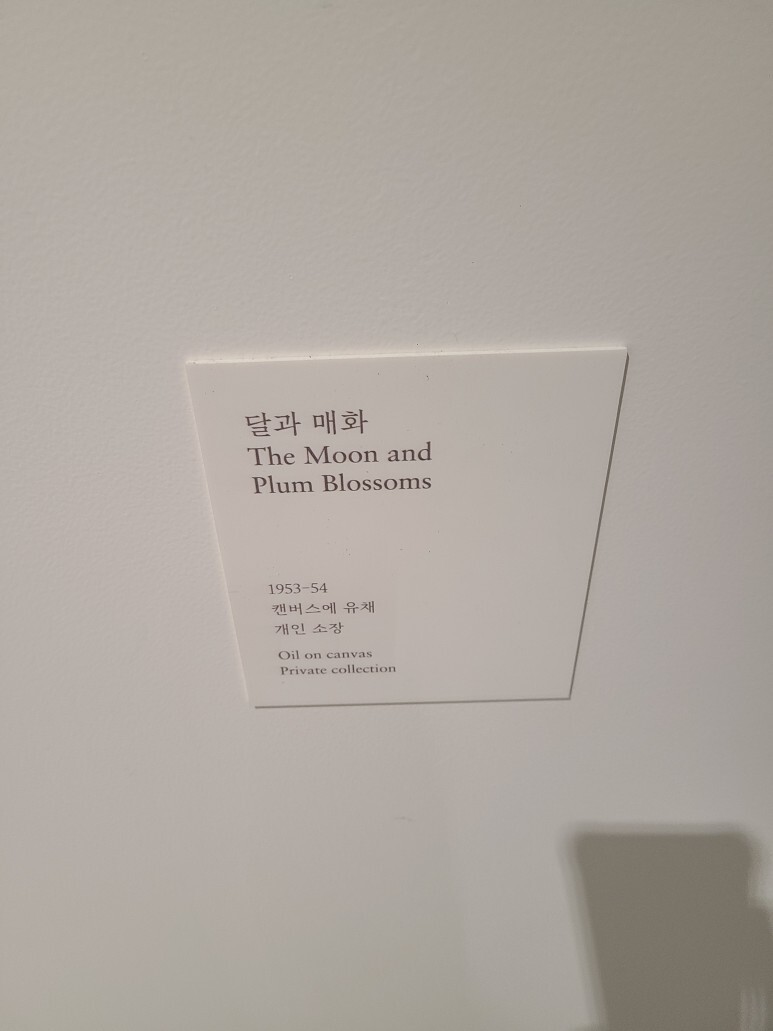 달과 매화
The Moon and
Plum Blossoms
1953–54
캔버스에 유채
개인 소장
Oil on canvas
Private collection